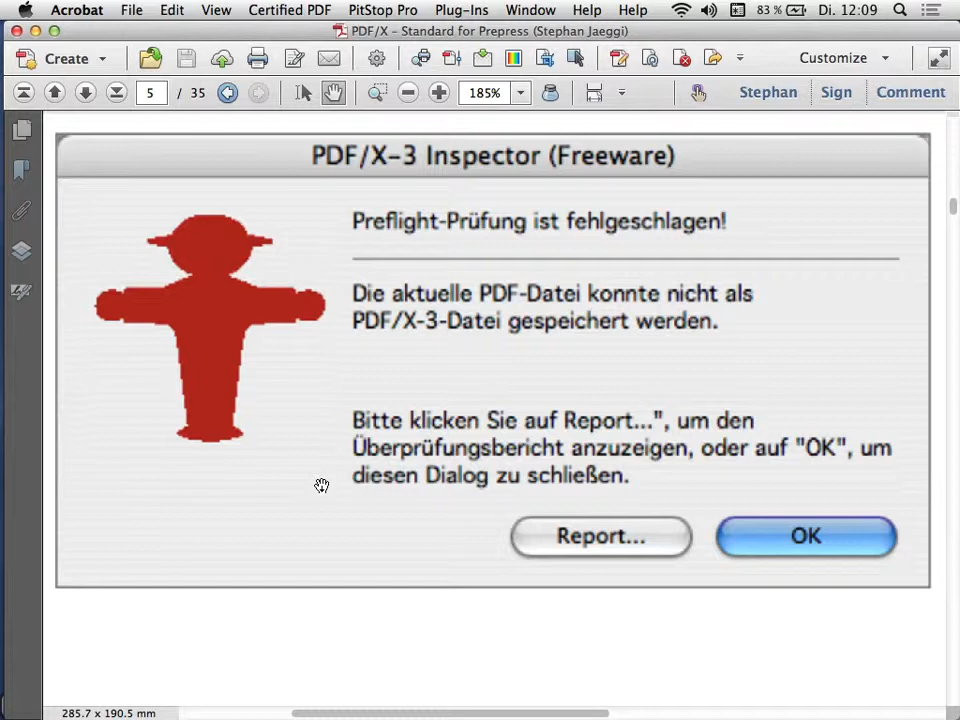 Acrobat File Edit View Window Certified PDF PitStop Pro Plug-Ins Window Help Help 83 % Di. 12:09
PDF/X - Standard for Prepress (Stephan Jaeggi)
Create Customize
5 / 35 185% Stephan Sign Comment
PDF/X-3 Inspector (Freeware)
Preflight-Prüfung ist fehlgeschlagen!
Die aktuelle PDF-Datei konnte nicht als
PDF/X-3-Datei gespeichert werden.
Bitte klicken Sie auf Report...", um den
Überprüfungsbericht anzuzeigen, oder auf "OK", um
diesen Dialog zu schließen.
Report... OK
285.7 x 190.5 mm